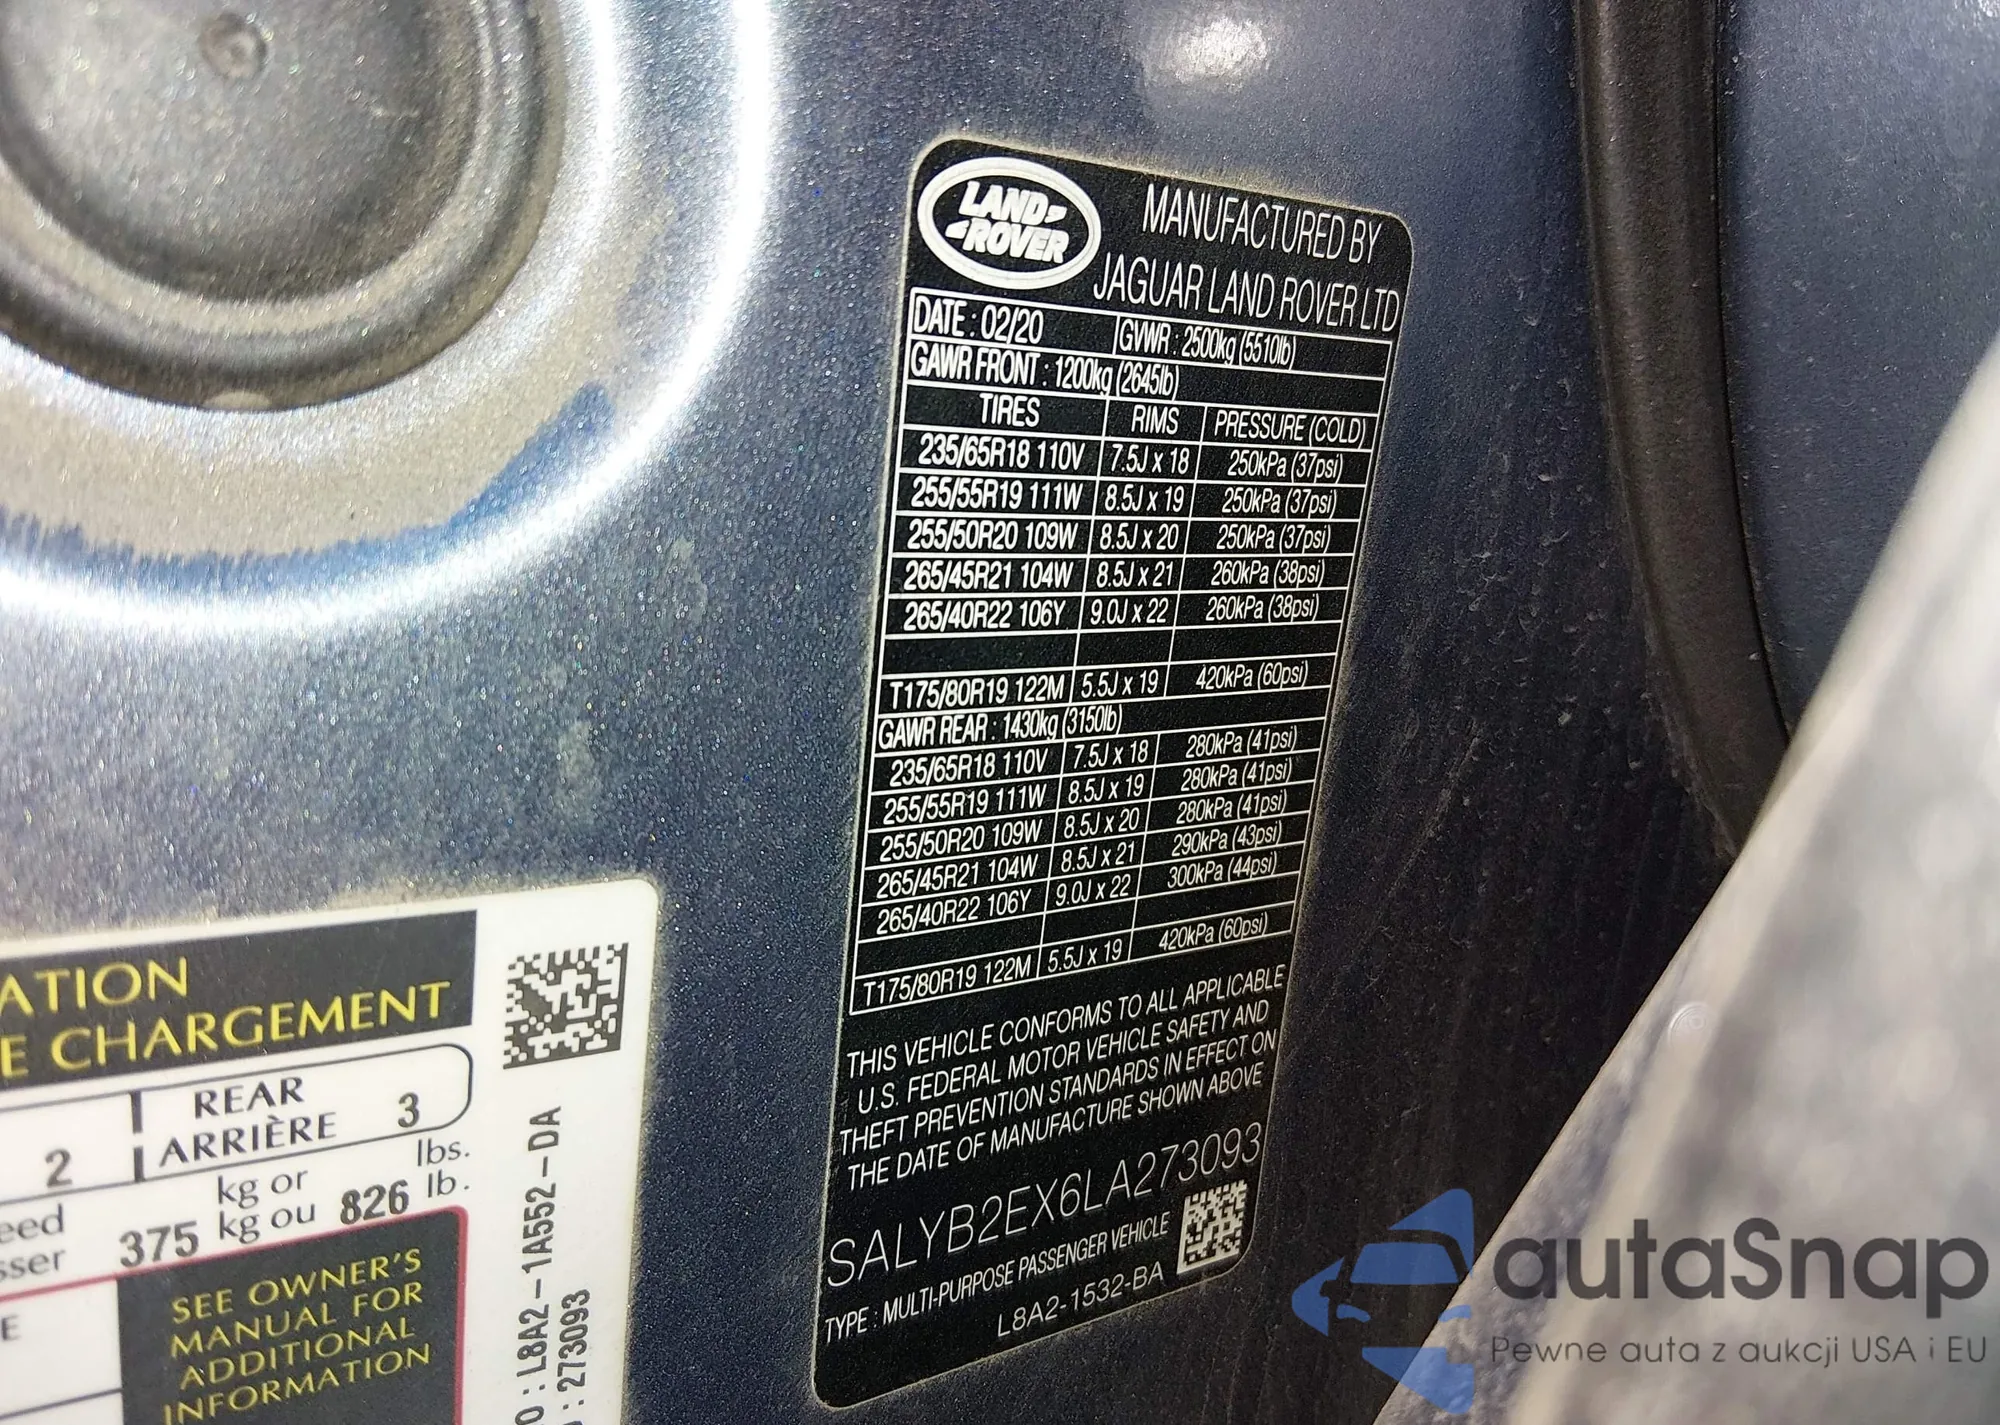 LAND ROVER
MANUFACTURED BY
JAGUAR LAND ROVER LTD
DATE : 02/20 GVWR : 2500kg (5510lb)
GAWR FRONT : 1200kg (2645lb)
TIRES RIMS PRESSURE (COLD)
235/65R18 110V 7.5J x 18 250kPa (37psi)
255/55R19 111W 8.5J x 19 250kPa (37psi)
255/50R20 109W 8.5J x 20 250kPa (37psi)
265/45R21 104W 8.5J x 21 260kPa (38psi)
265/40R22 106Y 9.0J x 22 260kPa (38psi)
T175/80R19 122M 5.5J x 19 420kPa (60psi)
GAWR REAR : 1430kg (3150lb)
235/65R18 110V 7.5J x 18 280kPa (41psi)
255/55R19 111W 8.5J x 19 280kPa (41psi)
255/50R20 109W 8.5J x 20 280kPa (41psi)
265/45R21 104W 8.5J x 21 290kPa (43psi)
265/40R22 106Y 9.0J x 22 300kPa (44psi)
T175/80R19 122M 5.5J x 19 420kPa (60psi)
THIS VEHICLE CONFORMS TO ALL APPLICABLE
U.S. FEDERAL MOTOR VEHICLE SAFETY AND
THEFT PREVENTION STANDARDS IN EFFECT ON
THE DATE OF MANUFACTURE SHOWN ABOVE
SALYB2EX6LA273093
TYPE : MULTI-PURPOSE PASSENGER VEHICLE
L8A2-1532-BA
ATION
E CHARGEMENT
2 REAR
ARRIÈRE 3
eed
sser 375 kg or
kg ou 826 lbs.
lb.
E
SEE OWNER'S
MANUAL FOR
ADDITIONAL
INFORMATION
O : L8A2-1A552-DA
: 273093
autaSnap
Pewne auta z aukcji USA i EU